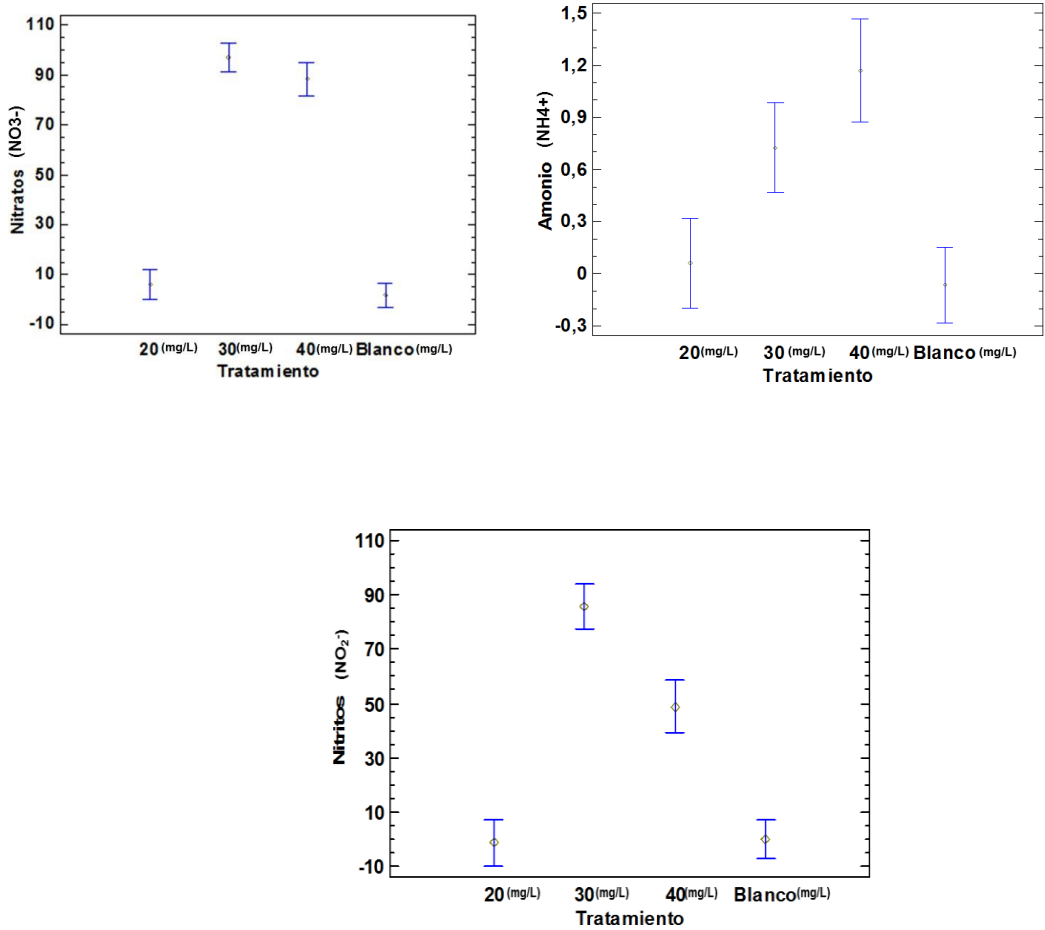 110
90
70
50
30
10
-10
Nitratos (NO3-)
20 (mg/L) 30(mg/L) 40(mg/L) Blanco(mg/L)
Tratamiento
1,5
1,2
0,9
0,6
0,3
0
-0,3
Amonio (NH4+)
20(mg/L) 30 (mg/L) 40(mg/L) Blanco (mg/L)
Tratamiento
110
90
70
50
30
10
-10
Nitritos (NO₂-)
20 (mg/L) 30(mg/L) 40(mg/L) Blanco(mg/L)
Tratamiento